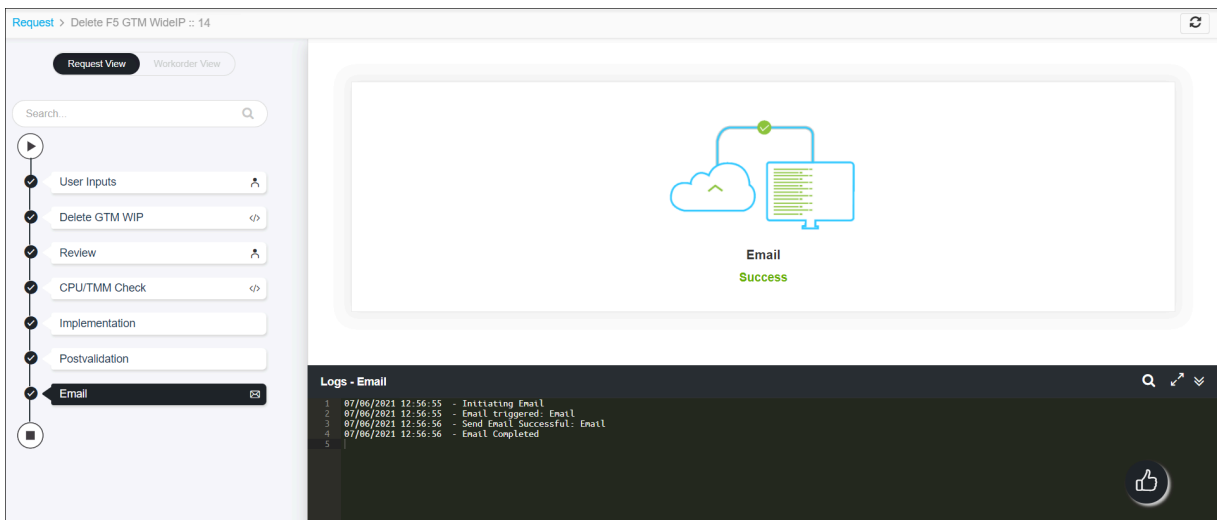 Request > Delete F5 GTM WideIP :: 14
Request View
Workorder View
Search...
User Inputs
Delete GTM WIP
</>
Review
CPU/TMM Check
</>
Implementation
Postvalidation
Email
Email
Success
Logs - Email
1 07/06/2021 12:56:55 - Initiating Email
2 07/06/2021 12:56:55 - Email triggered: Email
3 07/06/2021 12:56:56 - Send Email Successful: Email
4 07/06/2021 12:56:56 - Email Completed
5